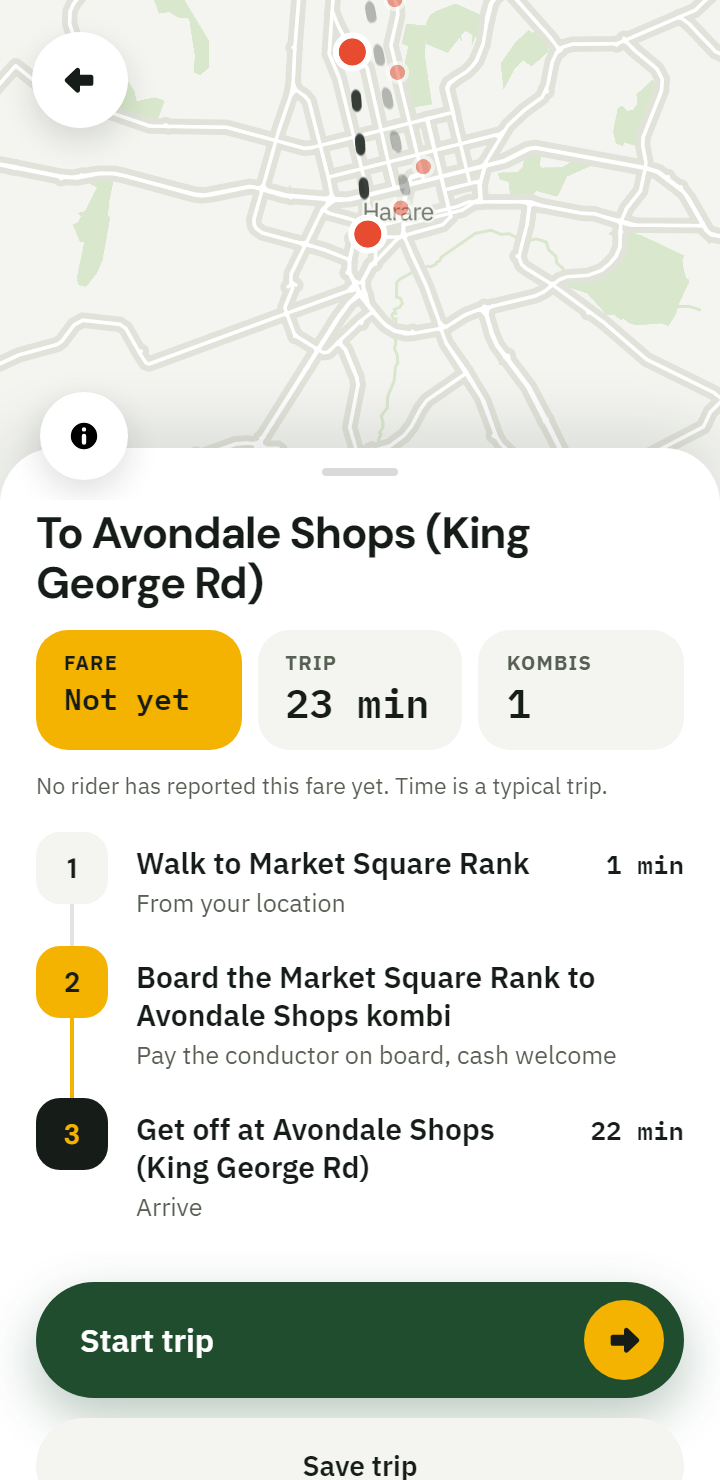 Harare
To Avondale Shops (King
George Rd)
FARE
Not yet
TRIP
23 min
KOMBIS
1
No rider has reported this fare yet. Time is a typical trip.
1
Walk to Market Square Rank
1 min
From your location
2
Board the Market Square Rank to
Avondale Shops kombi
Pay the conductor on board, cash welcome
3
Get off at Avondale Shops
(King George Rd)
22 min
Arrive
Start trip
Save trip